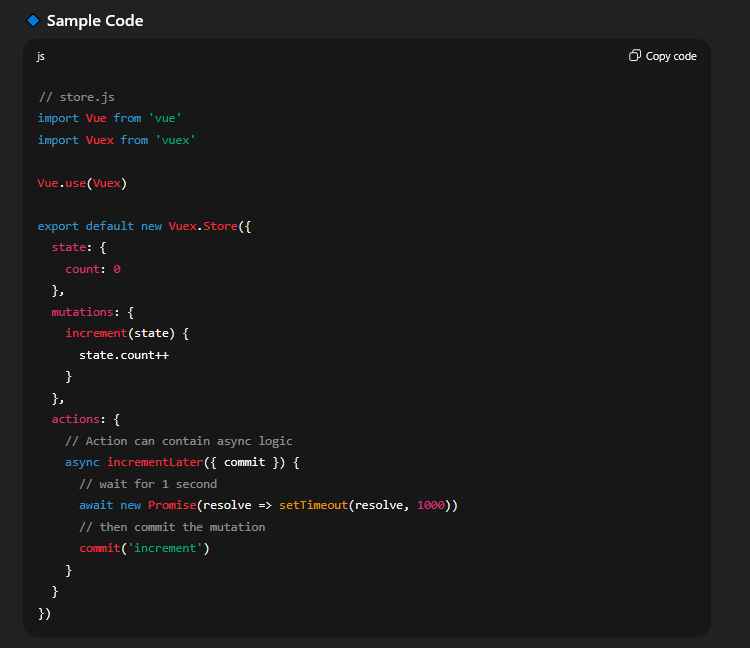 Sample Code
js
Copy code
// store.js
import Vue from 'vue'
import Vuex from 'vuex'
Vue.use(Vuex)
export default new Vuex.Store({
  state: {
    count: 0
  },
  mutations: {
    increment(state) {
      state.count++
    }
  },
  actions: {
    // Action can contain async logic
    async incrementLater({ commit }) {
      // wait for 1 second
      await new Promise(resolve => setTimeout(resolve, 1000))
      // then commit the mutation
      commit('increment')
    }
  }
})